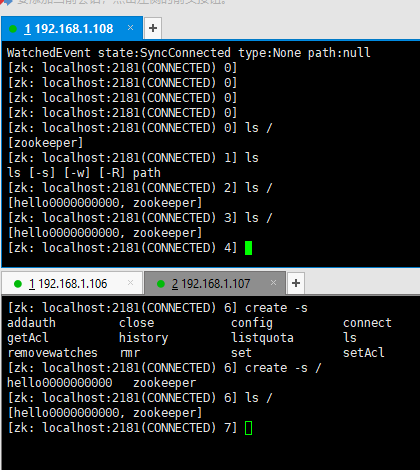 1 192.168.1.108
WatchedEvent state:SyncConnected type:None path:null
[zk: localhost:2181(CONNECTED) 0]
[zk: localhost:2181(CONNECTED) 0]
[zk: localhost:2181(CONNECTED) 0]
[zk: localhost:2181(CONNECTED) 0]
[zk: localhost:2181(CONNECTED) 0] ls /
[zookeeper]
[zk: localhost:2181(CONNECTED) 1] ls
ls [-s] [-w] [-R] path
[zk: localhost:2181(CONNECTED) 2] ls /
[hello0000000000, zookeeper]
[zk: localhost:2181(CONNECTED) 3] ls /
[hello0000000000, zookeeper]
[zk: localhost:2181(CONNECTED) 4]
1 192.168.1.106 2 192.168.1.107
[zk: localhost:2181(CONNECTED) 6] create -s
addauth close config connect
getAcl history listquota ls
removewatches rmr set setAcl
[zk: localhost:2181(CONNECTED) 6] create -s /
hello0000000000 zookeeper
[zk: localhost:2181(CONNECTED) 6] ls /
[hello0000000000, zookeeper]
[zk: localhost:2181(CONNECTED) 7]